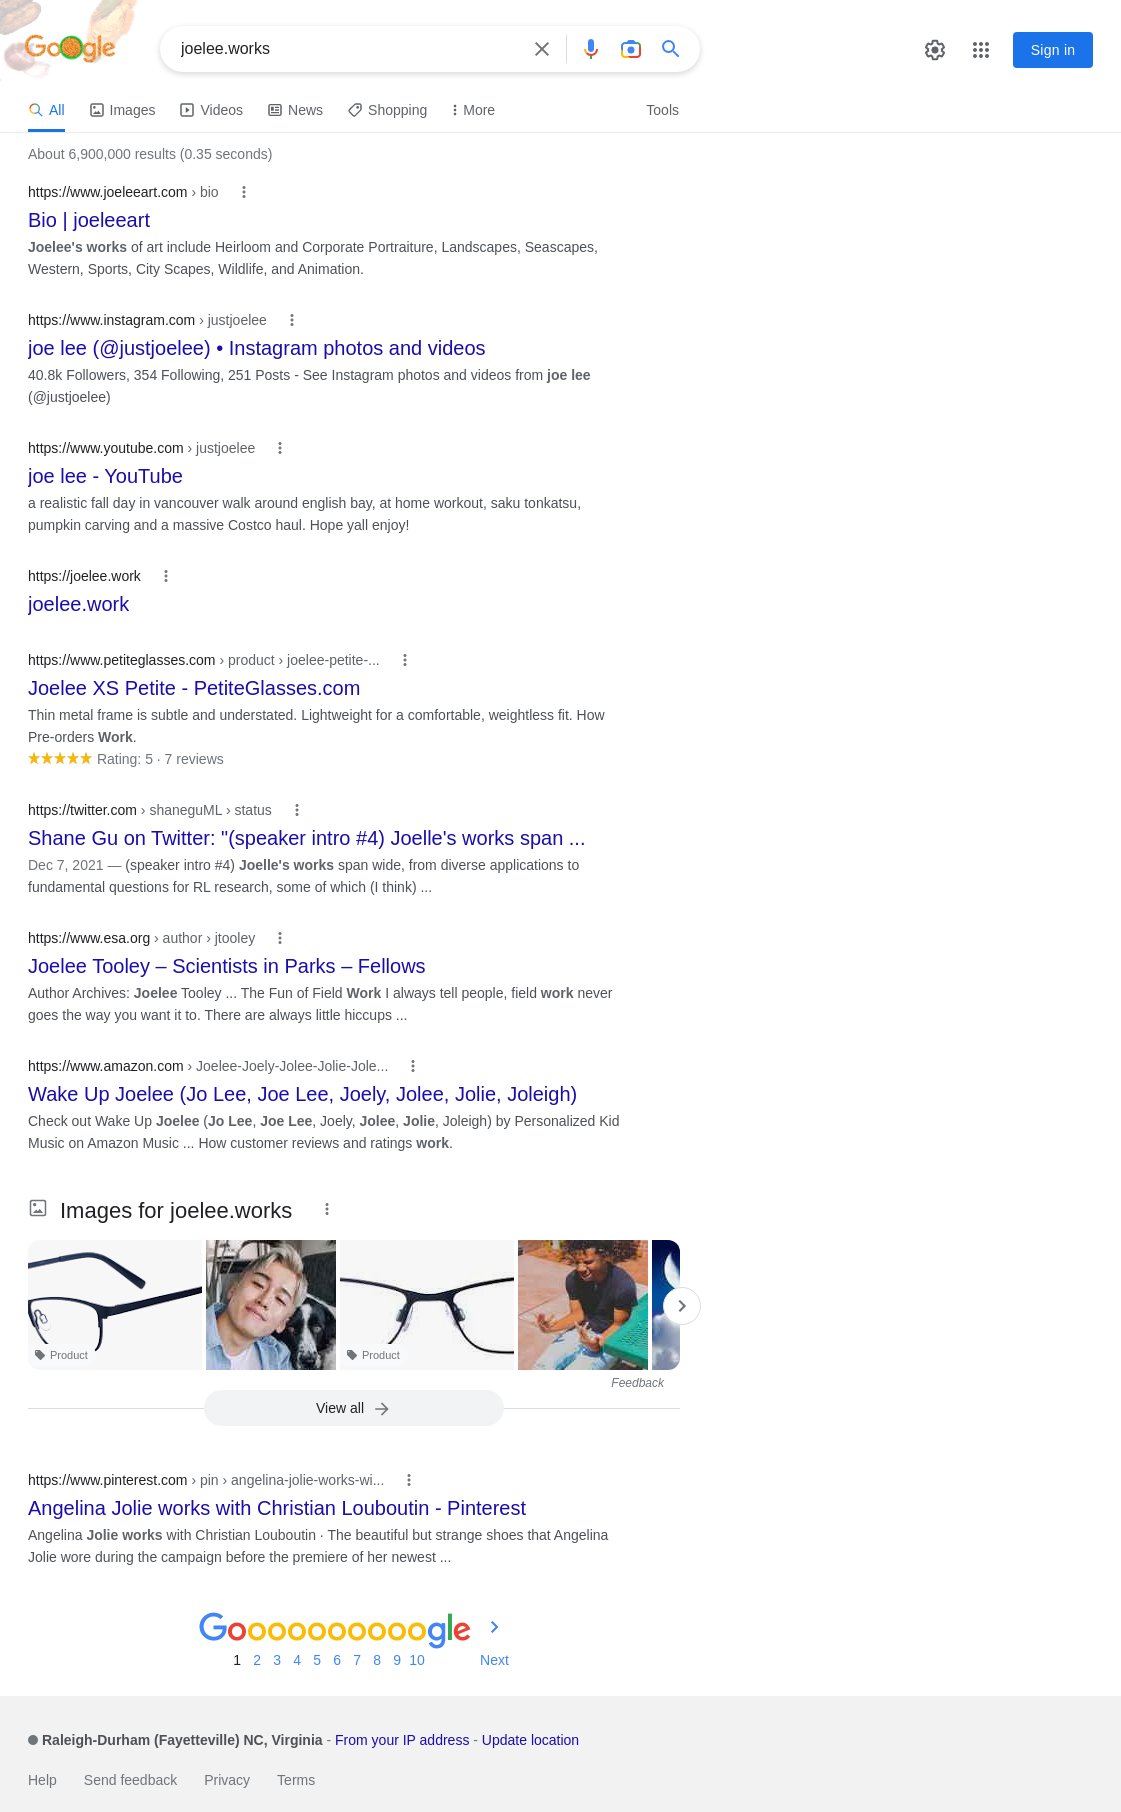 Google
joelee.works
Sign in
All
Images
Videos
News
Shopping
More
Tools
About 6,900,000 results (0.35 seconds)
https://www.joeleeart.com › bio
Bio | joeleeart
Joelee's works of art include Heirloom and Corporate Portraiture, Landscapes, Seascapes,
Western, Sports, City Scapes, Wildlife, and Animation.
https://www.instagram.com › justjoelee
joe lee (@justjoelee) • Instagram photos and videos
40.8k Followers, 354 Following, 251 Posts - See Instagram photos and videos from joe lee
(@justjoelee)
https://www.youtube.com › justjoelee
joe lee - YouTube
a realistic fall day in vancouver walk around english bay, at home workout, saku tonkatsu,
pumpkin carving and a massive Costco haul. Hope yall enjoy!
https://joelee.work
joelee.work
https://www.petiteglasses.com › product › joelee-petite-...
Joelee XS Petite - PetiteGlasses.com
Thin metal frame is subtle and understated. Lightweight for a comfortable, weightless fit. How
Pre-orders Work.
Rating: 5 · 7 reviews
https://twitter.com › shaneguML › status
Shane Gu on Twitter: "(speaker intro #4) Joelle's works span ...
Dec 7, 2021 — (speaker intro #4) Joelle's works span wide, from diverse applications to
fundamental questions for RL research, some of which (I think) ...
https://www.esa.org › author › jtooley
Joelee Tooley – Scientists in Parks – Fellows
Author Archives: Joelee Tooley ... The Fun of Field Work I always tell people, field work never
goes the way you want it to. There are always little hiccups ...
https://www.amazon.com › Joelee-Joely-Jolee-Jolie-Jole...
Wake Up Joelee (Jo Lee, Joe Lee, Joely, Jolee, Jolie, Joleigh)
Check out Wake Up Joelee (Jo Lee, Joe Lee, Joely, Jolee, Jolie, Joleigh) by Personalized Kid
Music on Amazon Music ... How customer reviews and ratings work.
Images for joelee.works
Product
Product
Feedback
View all
https://www.pinterest.com › pin › angelina-jolie-works-wi...
Angelina Jolie works with Christian Louboutin - Pinterest
Angelina Jolie works with Christian Louboutin · The beautiful but strange shoes that Angelina
Jolie wore during the campaign before the premiere of her newest ...
Goooooooooogle
1 2 3 4 5 6 7 8 9 10 Next
Raleigh-Durham (Fayetteville) NC, Virginia - From your IP address - Update location
Help Send feedback Privacy Terms